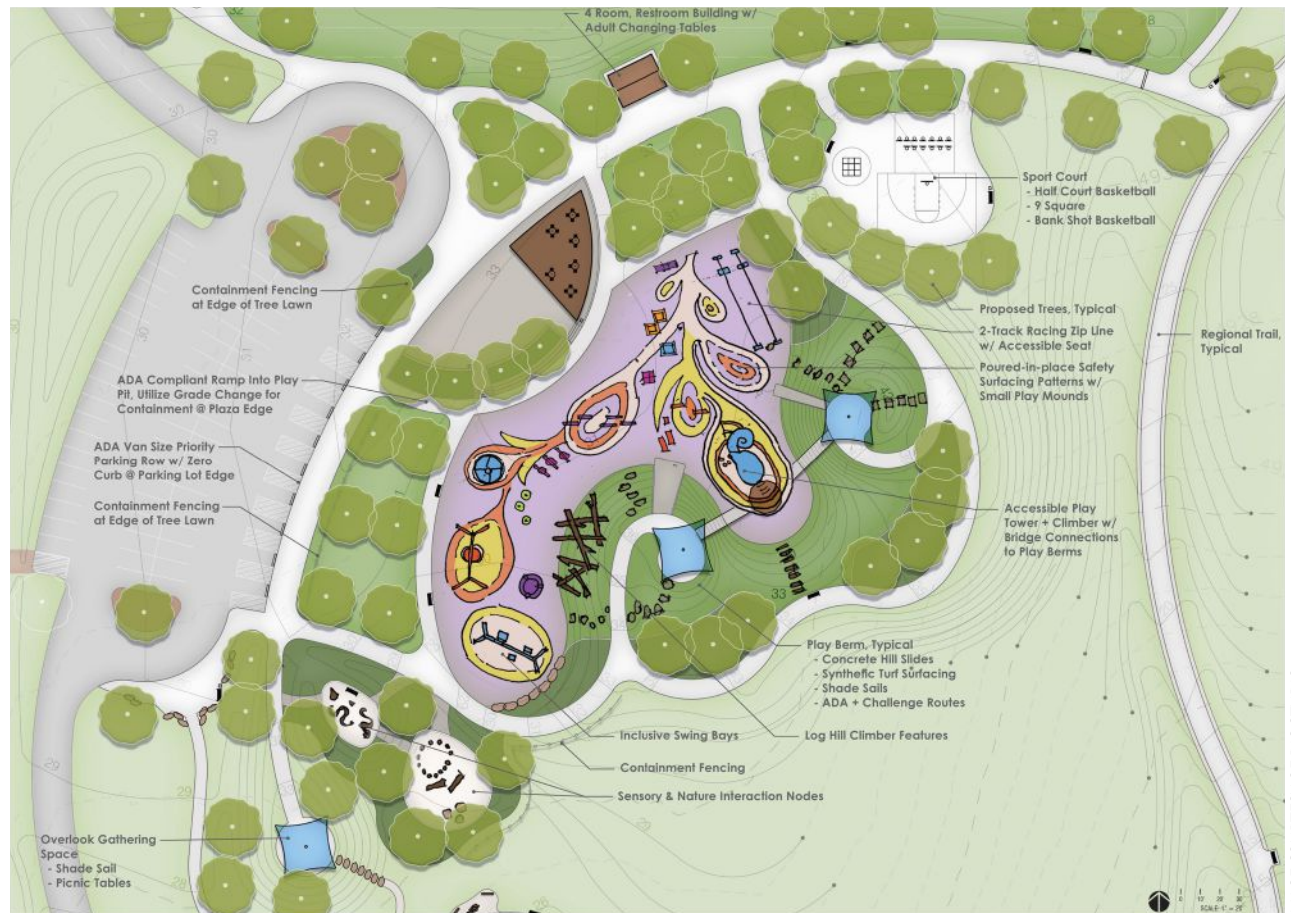 4 Room, Restroom Building w/
Adult Changing Tables
Sport Court
- Half Court Basketball
- 9 Square
- Bank Shot Basketball
Containment Fencing
at Edge of Tree Lawn
Proposed Trees, Typical
2-Track Racing Zip Line
w/ Accessible Seat
Regional Trail,
Typical
Poured-in-place Safety
Surfacing Patterns w/
Small Play Mounds
ADA Compliant Ramp Into Play
Pit, Utilize Grade Change for
Containment @ Plaza Edge
ADA Van Size Priority
Parking Row w/ Zero
Curb @ Parking Lot Edge
Containment Fencing
at Edge of Tree Lawn
Accessible Play
Tower + Climber w/
Bridge Connections
to Play Berms
33
33
Play Berm, Typical
- Concrete Hill Slides
- Synthetic Turf Surfacing
- Shade Sails
- ADA + Challenge Routes
Inclusive Swing Bays
Log Hill Climber Features
Containment Fencing
Sensory & Nature Interaction Nodes
29
29
28
Overlook Gathering
Space
- Shade Sail
- Picnic Tables